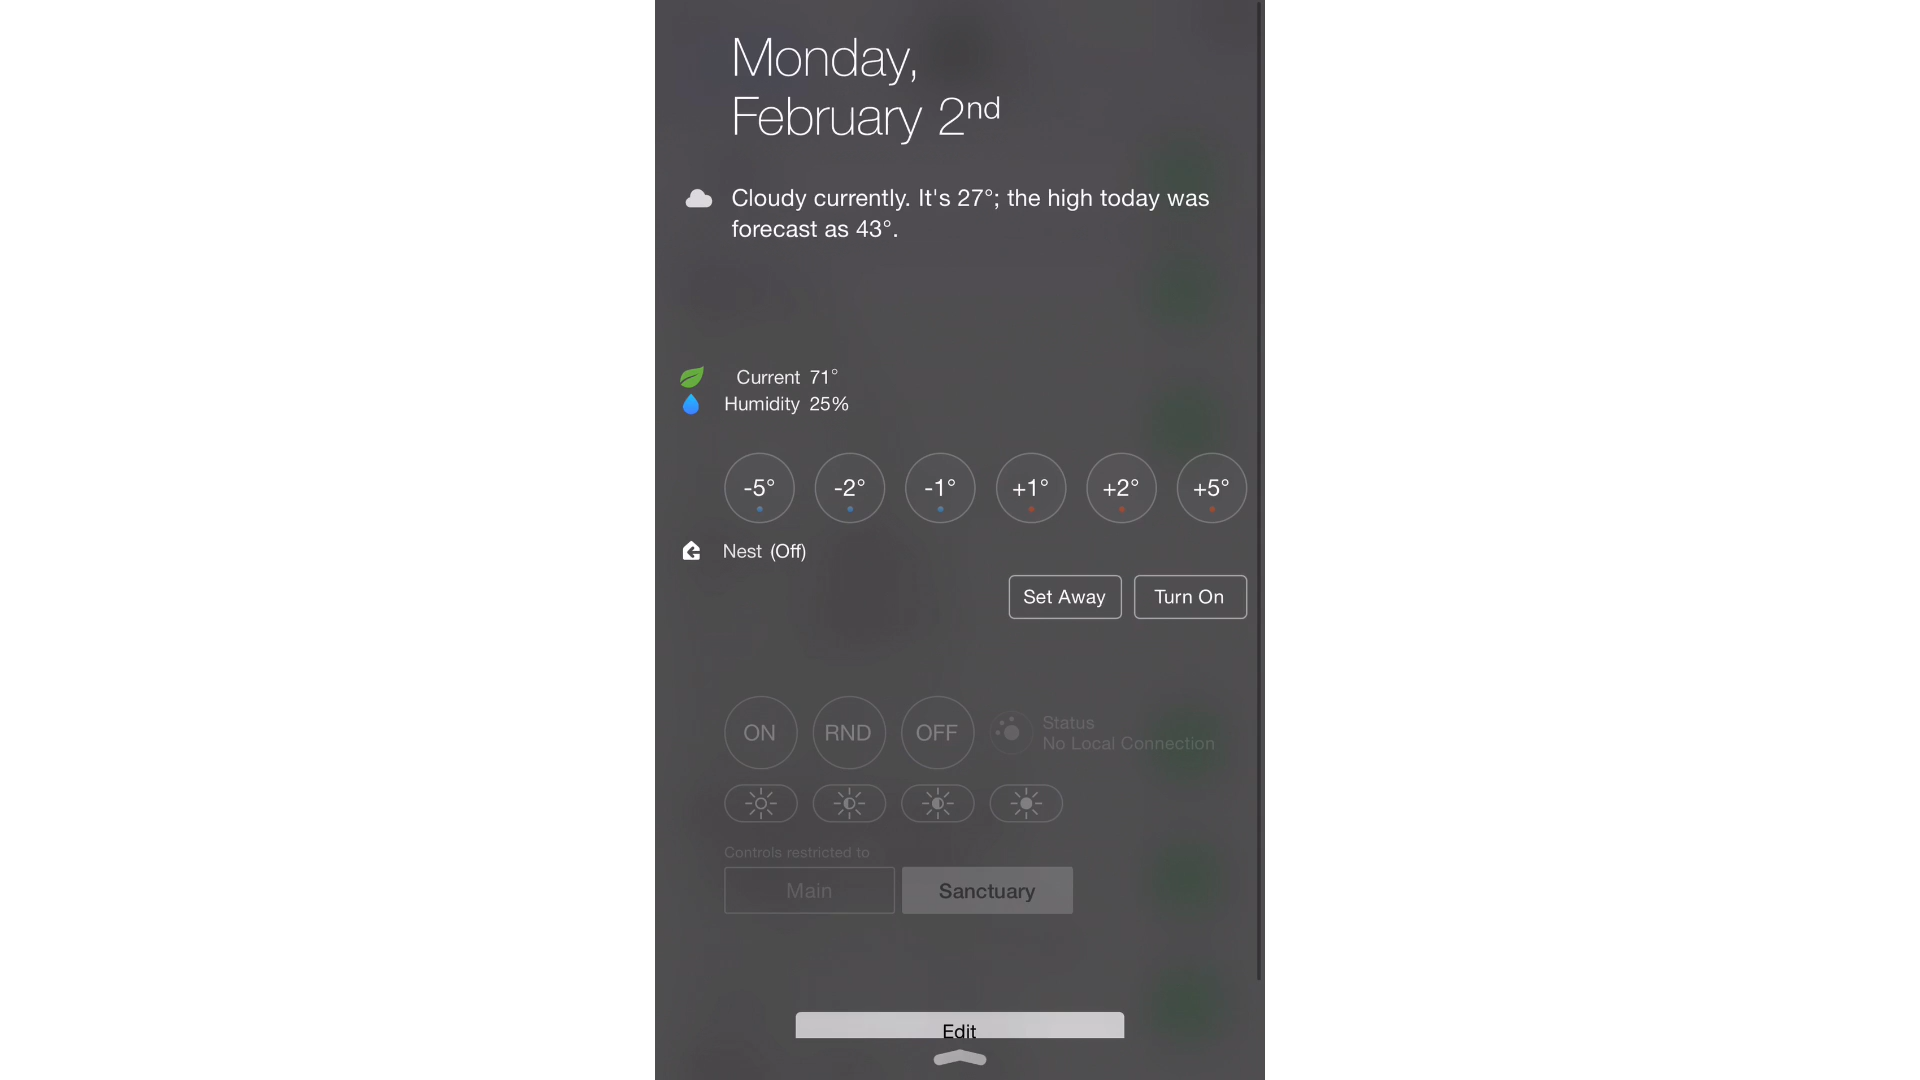 Monday,
February 2nd
Cloudy currently. It's 27°; the high today was
forecast as 43°.
Current 71°
Humidity 25%
-5° -2° -1° +1° +2° +5°
Nest (Off)
Set Away Turn On
ON RND OFF
Status
No Local Connection
Controls restricted to
Main Sanctuary
Edit